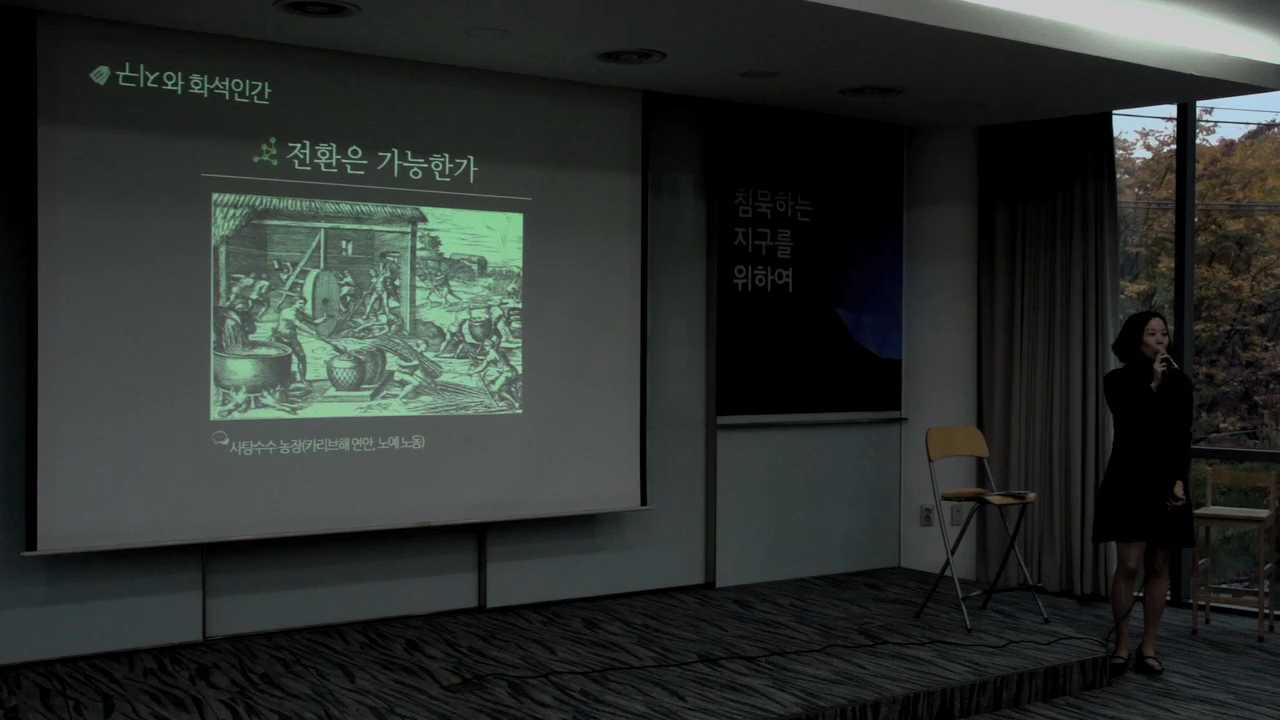 와 화석인간
전환은 가능한가
사탕수수 농장(카리브해 연안, 노예 노동)
침묵하는
지구를
위하여